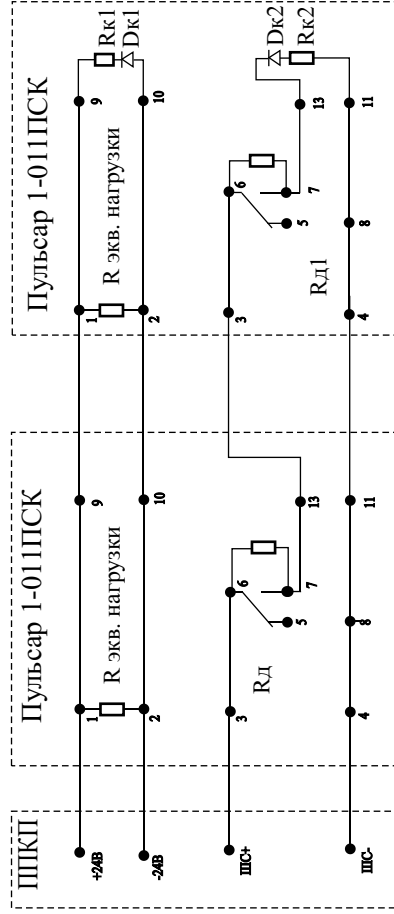 ППКП
+24В
-24В
ШС+
ШС-
Пульсар 1-011ПСК
1
2
R экв. нагрузки
9
10
3
6
5
7
13
Rд
4
8
11
Пульсар 1-011ПСК
1
2
R экв. нагрузки
9
10
Rк1
Dк1
3
6
5
7
13
Rд1
Dк2
Rк2
4
8
11